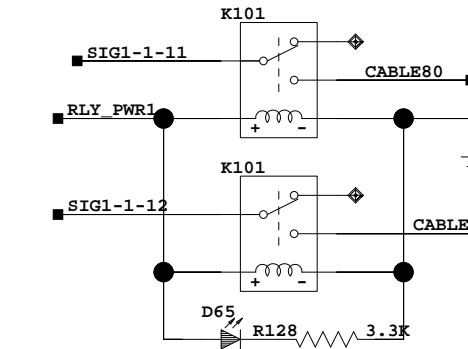 K101
SIG1-1-11
CABLE80
RLY_PWR1
+ -
K101
SIG1-1-12
CABLE
+ -
D65
R128 3.3K